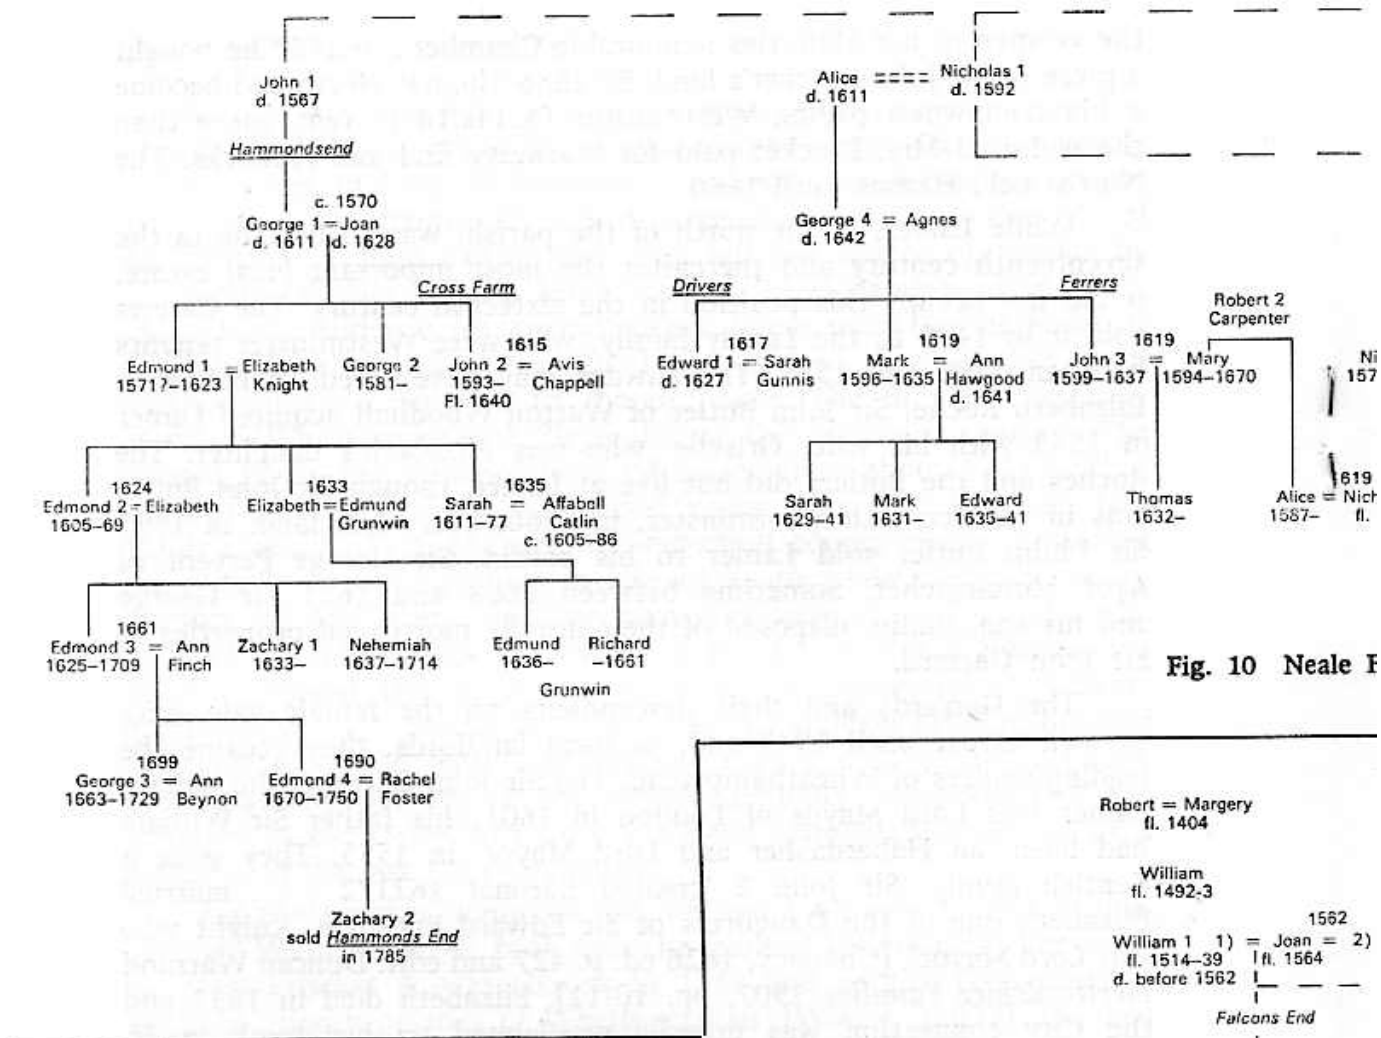 John 1
d. 1567
Alice
d. 1611
Nicholas 1
d. 1592
Hammondsend
c. 1570
George 1 = Joan
d. 1611 d. 1628
George 4 = Agnes
d. 1642
Cross Farm
Drivers
Ferrers
Robert 2
Carpenter
Edmond 1 = Elizabeth
1571?–1623 Knight
George 2
1581–
1615
John 2 = Avis
1593– Chappell
Fl. 1640
1617
Edward 1 = Sarah
d. 1627 Gunnis
1619
Mark = Ann
1596–1635 Hawgood
d. 1641
1619
John 3 = Mary
1599–1637 1594–1670
Ni
157
1624
Edmond 2 = Elizabeth
1605–69
1633
Elizabeth = Edmund
Grunwin
1635
Sarah = Affabell
1611–77 Catlin
c. 1605–86
Sarah
1629–41
Mark
1631–
Edward
1635–41
Thomas
1632–
1619
Alice = Nich
fl.
1661
Edmond 3 = Ann
1625–1709 Finch
Zachary 1
1633–
Nehemiah
1637–1714
Edmund
1636–
Richard
–1661
Grunwin
Fig. 10 Neale F
1699
George 3 = Ann
1663–1729 Beynon
1690
Edmond 4 = Rachel
1670–1750 Foster
Zachary 2
sold Hammonds End
in 1785
Robert = Margery
fl. 1404
William
fl. 1492-3
1562
William 1 1) = Joan = 2)
fl. 1514–39 fl. 1564
d. before 1562
Falcons End